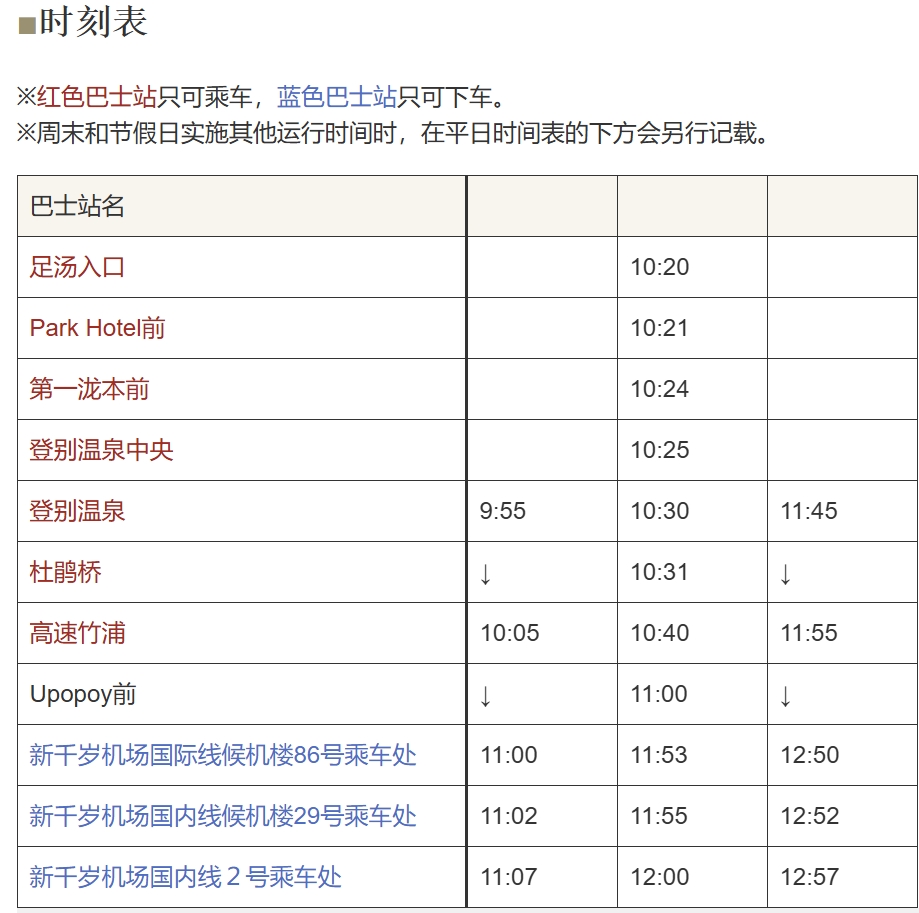 ■时刻表
※红色巴士站只可乘车，蓝色巴士站只可下车。
※周末和节假日实施其他运行时间时，在平日时间表的下方会另行记载。
巴士站名
足汤入口 10:20
Park Hotel前 10:21
第一泷本前 10:24
登别温泉中央 10:25
登别温泉 9:55 10:30 11:45
杜鹃桥 ↓ 10:31 ↓
高速竹浦 10:05 10:40 11:55
Upopoy前 ↓ 11:00 ↓
新千岁机场国际线候机楼86号乘车处 11:00 11:53 12:50
新千岁机场国内线候机楼29号乘车处 11:02 11:55 12:52
新千岁机场国内线２号乘车处 11:07 12:00 12:57